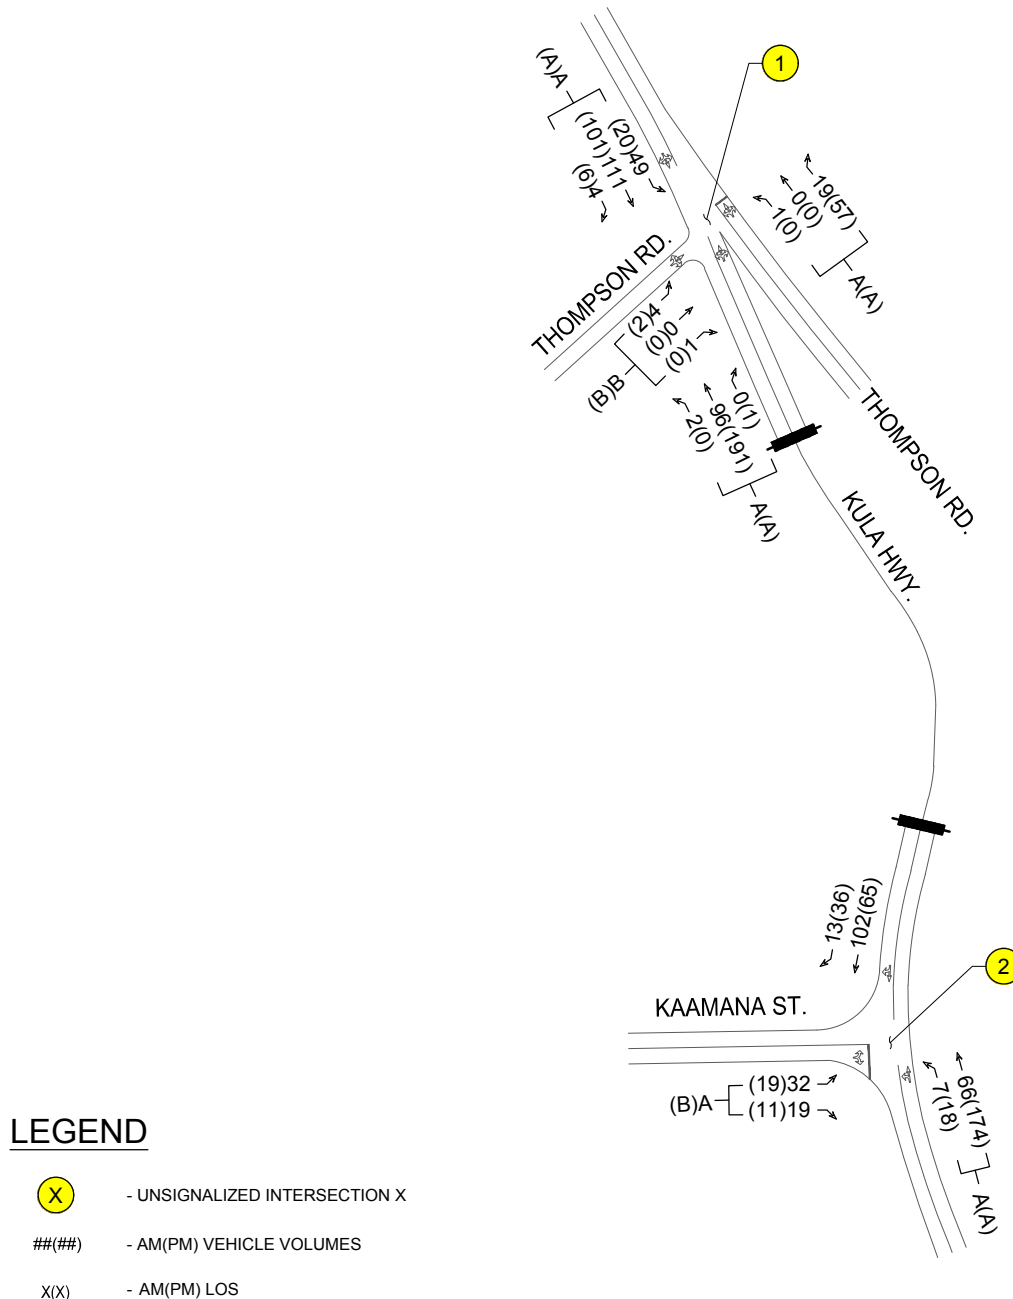 1
(A)A
(20)49
(101)111
(6)4
19(57)
0(0)
1(0)
A(A)
THOMPSON RD.
(2)4
(0)0
(0)1
(B)B
0(1)
96(191)
2(0)
A(A)
THOMPSON RD.
KULA HWY.
13(36)
102(65)
2
KAAMANA ST.
(19)32
(B)A
(11)19
66(174)
7(18)
A(A)
LEGEND
X - UNSIGNALIZED INTERSECTION X
##(##) - AM(PM) VEHICLE VOLUMES
X(X) - AM(PM) LOS